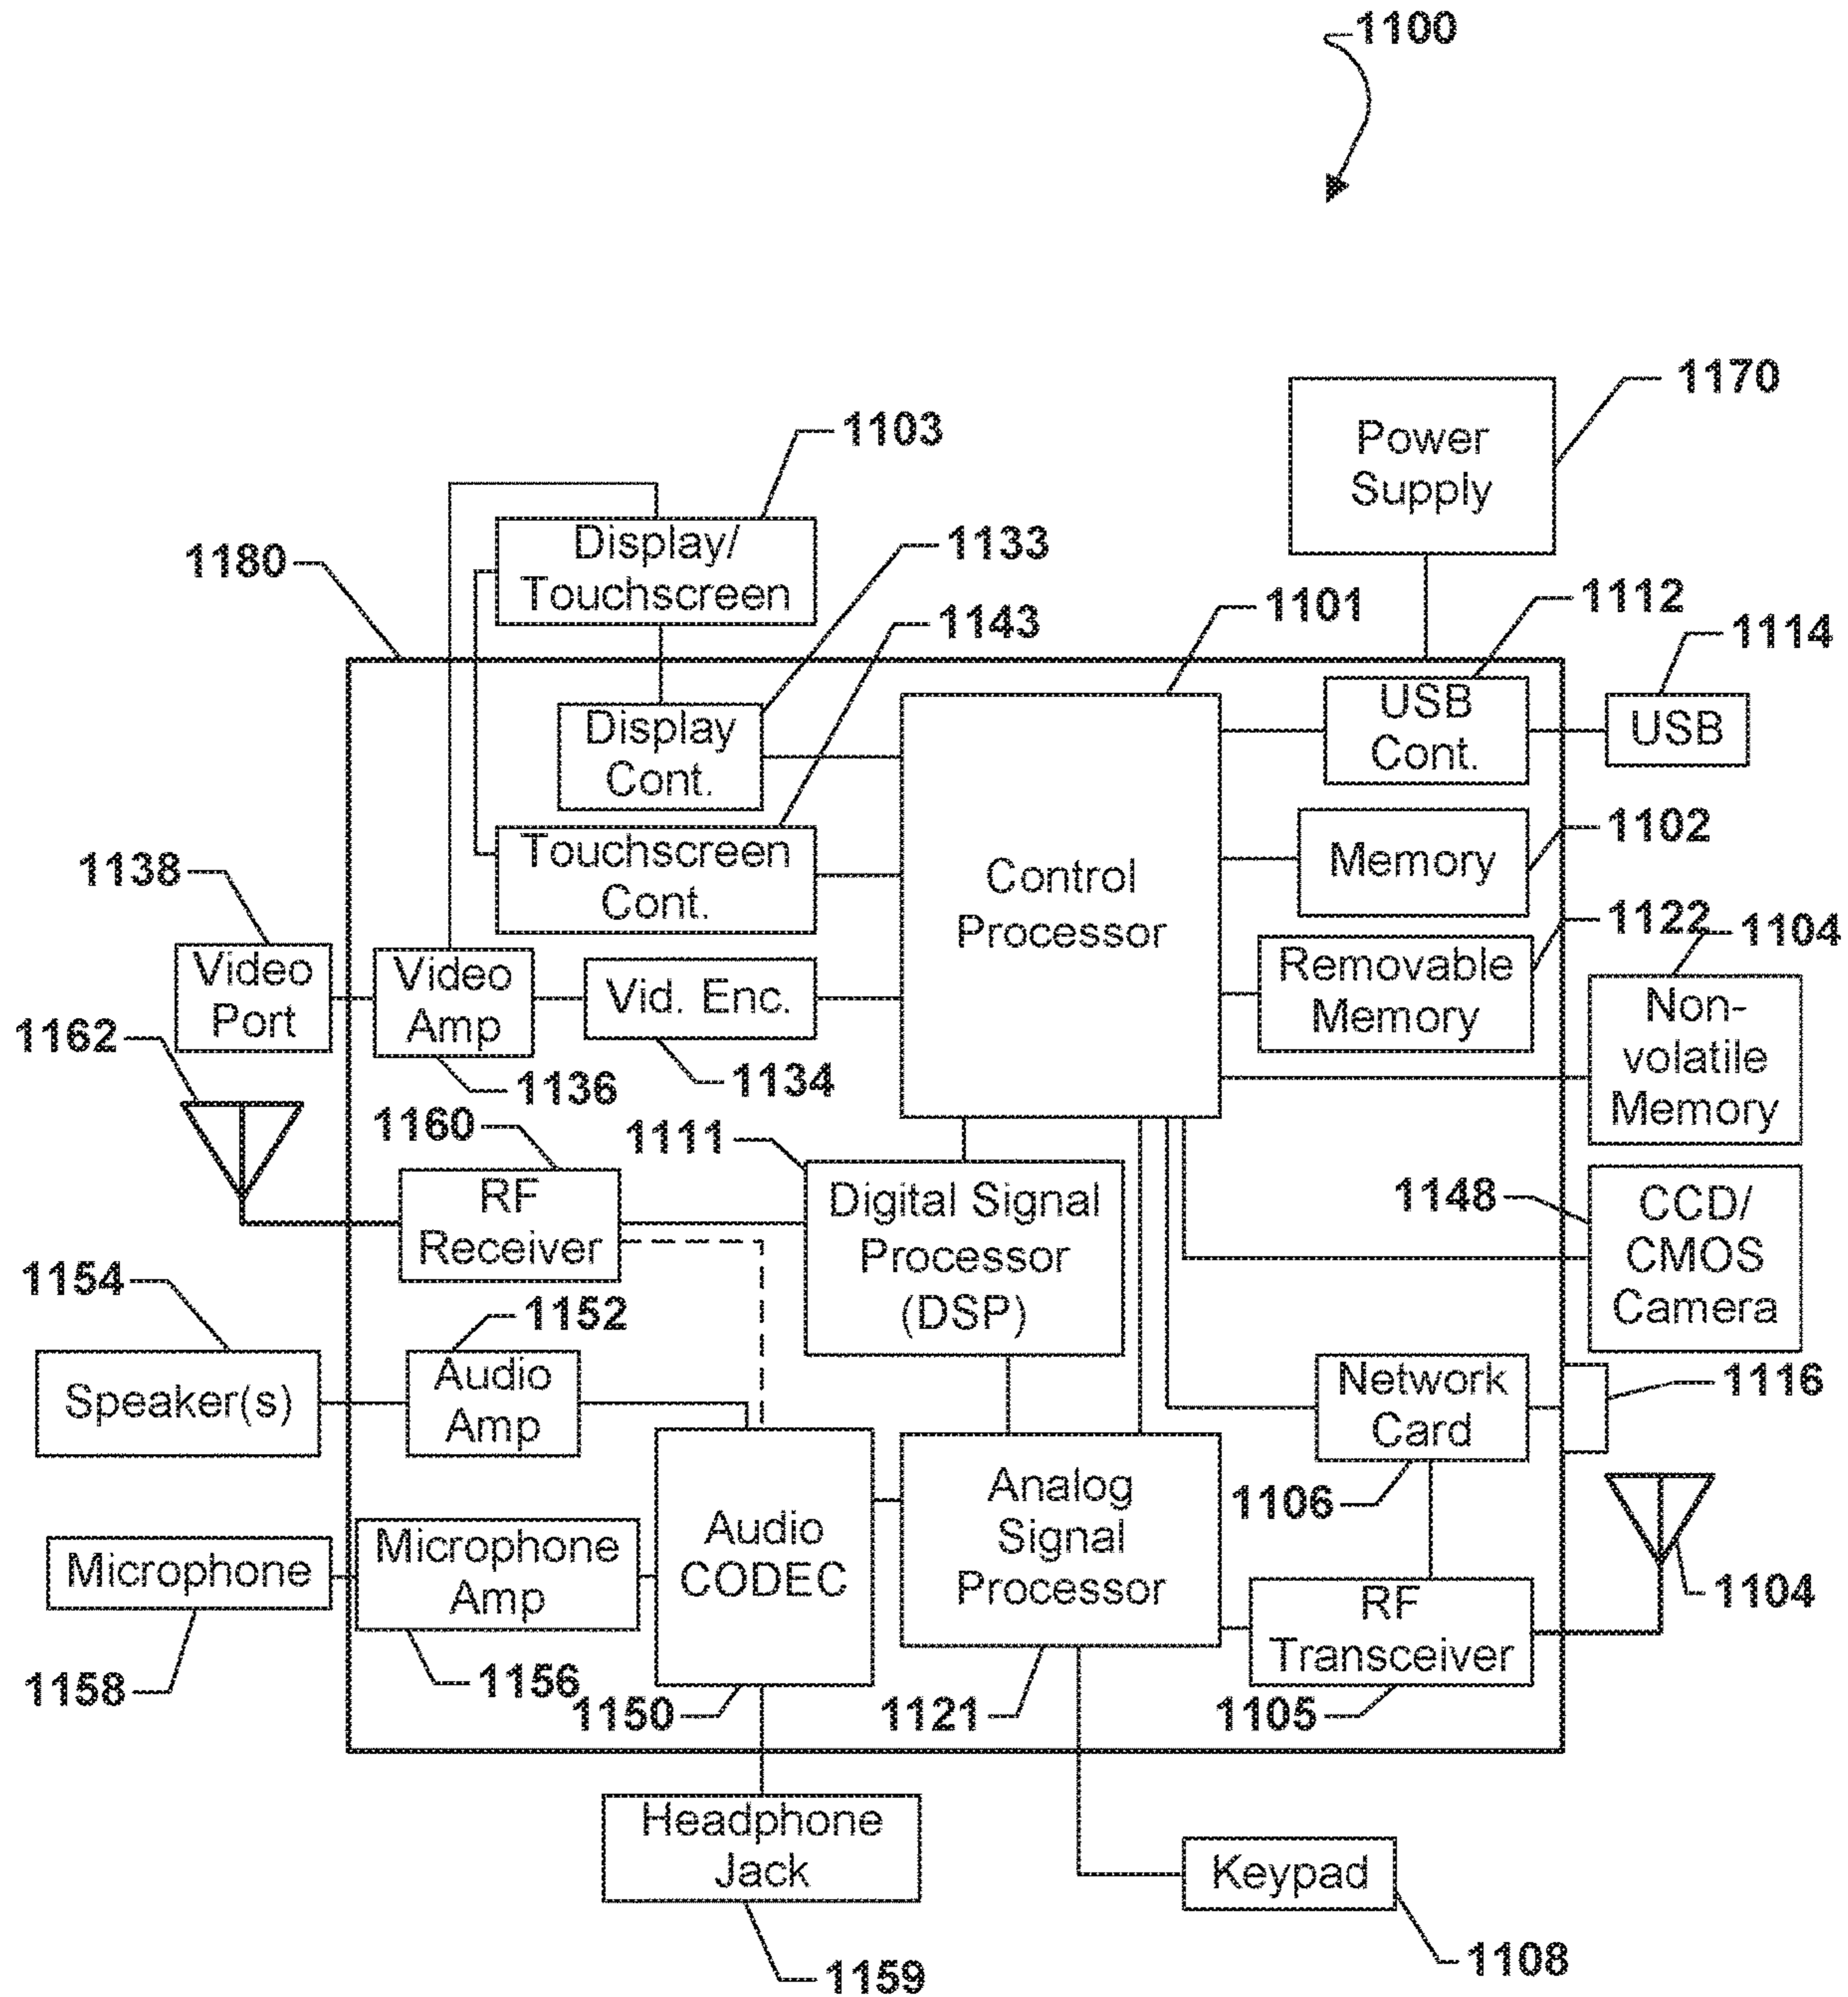 1100
1170
Power
Supply
1103
Display/
Touchscreen
1133
1180
1143
1101
1112
1114
Display
Cont.
USB
Cont.
USB
Touchscreen
Cont.
Control
Processor
Memory
1102
1122
1104
1138
Video
Port
Video
Amp
Vid. Enc.
Removable
Memory
Non-
volatile
Memory
1162
1136
1134
1160
1111
RF
Receiver
Digital Signal
Processor
(DSP)
1148
CCD/
CMOS
Camera
1154
1152
Speaker(s)
Audio
Amp
Network
Card
1116
1106
Microphone
Microphone
Amp
Audio
CODEC
Analog
Signal
Processor
RF
Transceiver
1104
1158
1156
1150
1121
1105
Headphone
Jack
Keypad
1159
1108